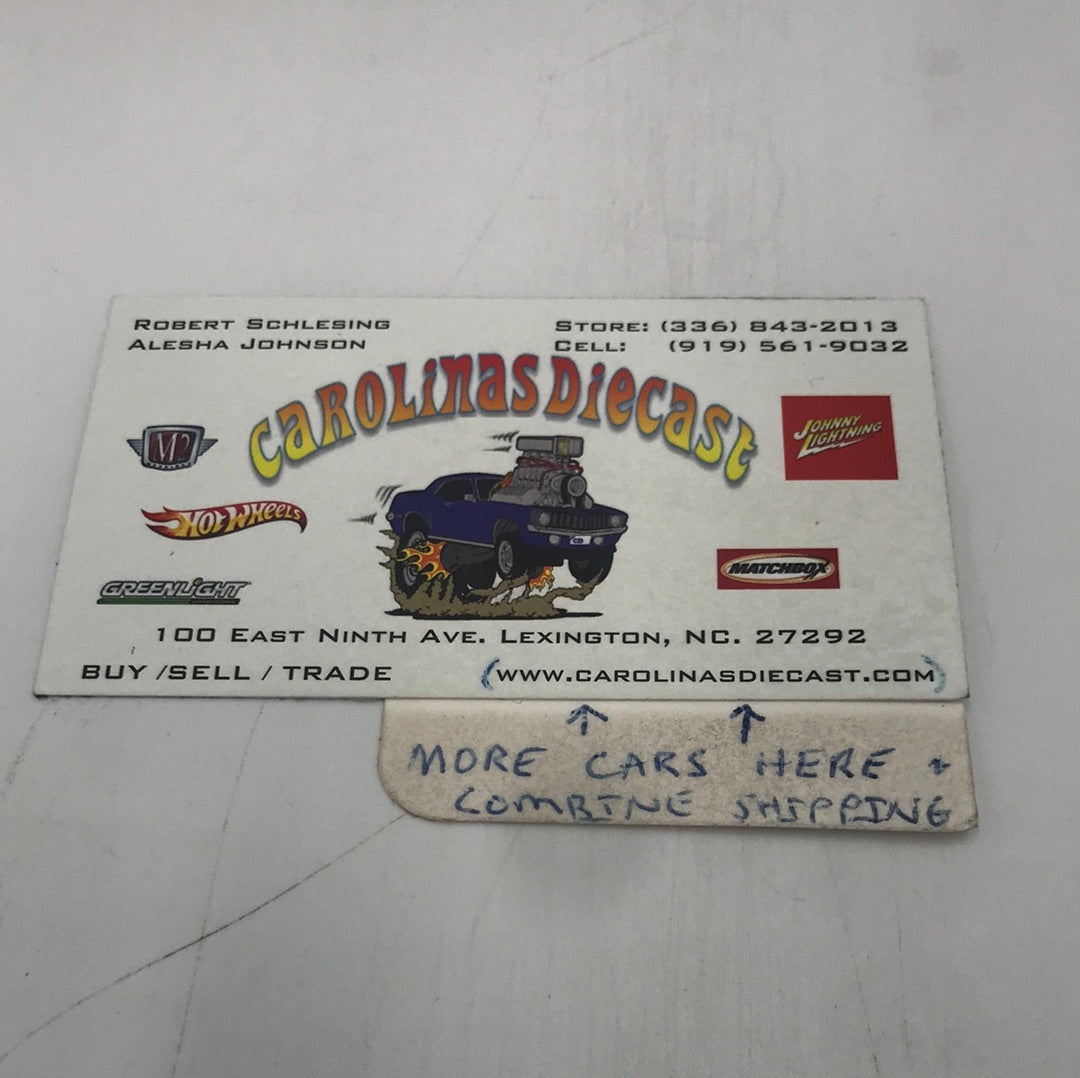 ROBERT SCHLESING
ALESHA JOHNSON
STORE: (336) 843-2013
CELL: (919) 561-9032
CAROLINAS DIECAST
M2
JOHNNY LIGHTNING
HOT WHEELS
MATCHBOX
GREENLIGHT
100 EAST NINTH AVE. LEXINGTON, NC. 27292
BUY /SELL / TRADE
(WWW.CAROLINASDIECAST.COM)
↑ ↑
MORE CARS HERE +
COMBINE SHIPPING